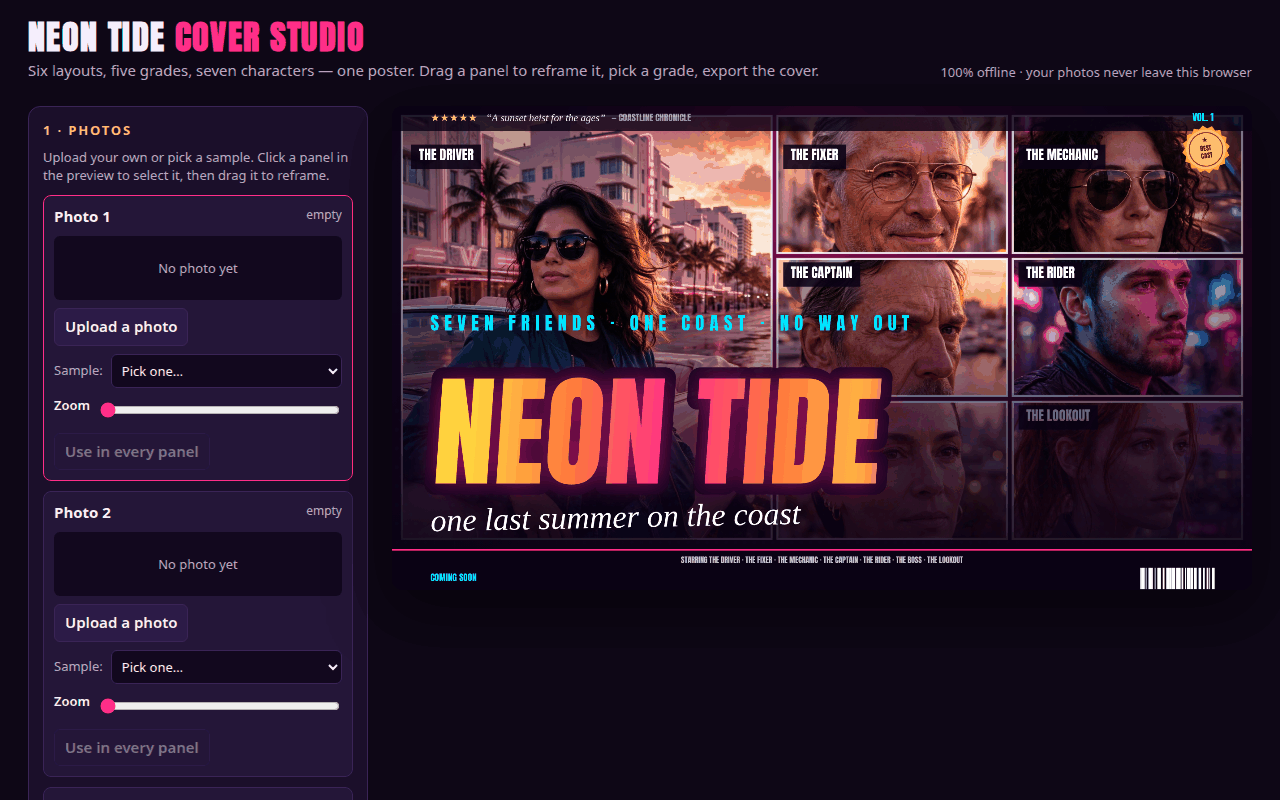 NEON TIDE COVER STUDIO
Six layouts, five grades, seven characters — one poster. Drag a panel to reframe it, pick a grade, export the cover.
100% offline · your photos never leave this browser
1 · PHOTOS
Upload your own or pick a sample. Click a panel in
the preview to select it, then drag it to reframe.
Photo 1
empty
No photo yet
Upload a photo
Sample:
Pick one...
Zoom
Use in every panel
Photo 2
empty
No photo yet
Upload a photo
Sample:
Pick one...
Zoom
Use in every panel
★★★★★ “A sunset heist for the ages” – COASTLINE CHRONICLE
VOL. 1
★
BEST
CAST
THE DRIVER
THE FIXER
THE MECHANIC
THE CAPTAIN
THE RIDER
THE LOOKOUT
SEVEN FRIENDS · ONE COAST · NO WAY OUT
NEON TIDE
one last summer on the coast
STARRING THE DRIVER · THE FIXER · THE MECHANIC · THE CAPTAIN · THE RIDER · THE BOSS · THE LOOKOUT
COMING SOON